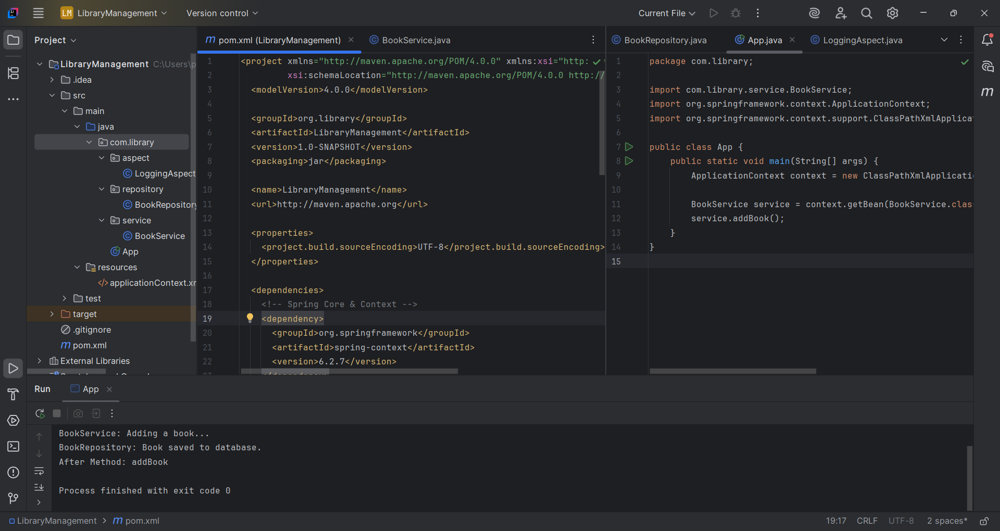 LM LibraryManagement
Version control
Current File
Project
pom.xml (LibraryManagement)
BookService.java
BookRepository.java
App.java
LoggingAspect.java
LibraryManagement C:\Users\p
.idea
src
main
java
com.library
aspect
LoggingAspect
repository
BookRepository
service
BookService
App
resources
applicationContext.xm
test
target
.gitignore
pom.xml
External Libraries
1 <project xmlns="http://maven.apache.org/POM/4.0.0" xmlns:xsi="http:
2 xsi:schemaLocation="http://maven.apache.org/POM/4.0.0 http://
3 <modelVersion>4.0.0</modelVersion>
4
5 <groupId>org.library</groupId>
6 <artifactId>LibraryManagement</artifactId>
7 <version>1.0-SNAPSHOT</version>
8 <packaging>jar</packaging>
9
10 <name>LibraryManagement</name>
11 <url>http://maven.apache.org</url>
12
13 <properties>
14 <project.build.sourceEncoding>UTF-8</project.build.sourceEncoding>
15 </properties>
16
17 <dependencies>
18 <!-- Spring Core & Context -->
19 <dependency>
20 <groupId>org.springframework</groupId>
21 <artifactId>spring-context</artifactId>
22 <version>6.2.7</version>
1 package com.library;
2
3 import com.library.service.BookService;
4 import org.springframework.context.ApplicationContext;
5 import org.springframework.context.support.ClassPathXmlApplica
6
7 public class App {
8 public static void main(String[] args) {
9 ApplicationContext context = new ClassPathXmlApplicati
10
11 BookService service = context.getBean(BookService.clas
12 service.addBook();
13 }
14 }
15
Run
App
BookService: Adding a book...
BookRepository: Book saved to database.
After Method: addBook
Process finished with exit code 0
LibraryManagement > pom.xml
19:17 CRLF UTF-8 2 spaces*